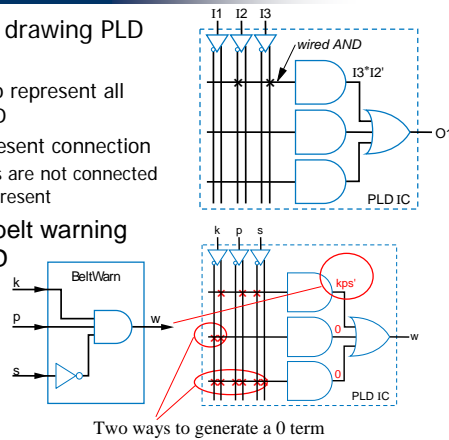 drawing PLD
o represent all
esent connection
s are not connected
resent
belt warning
I1 I2 I3
wired AND
I3*I2'
O1
PLD IC
BeltWarn
k
p
s
w
k p s
kps'
0
0
w
PLD IC
Two ways to generate a 0 term